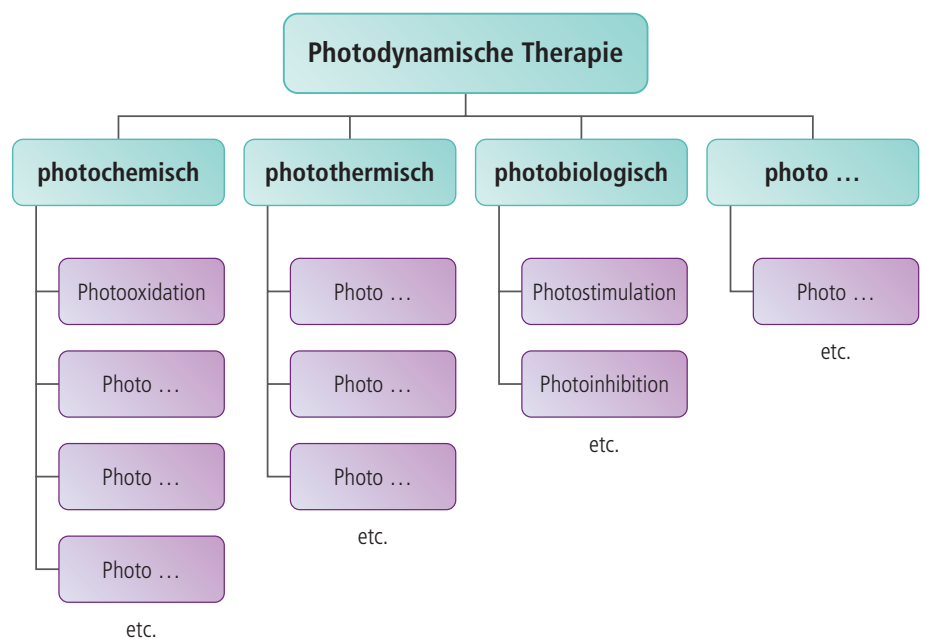 Photodynamische Therapie
photochemisch
Photooxidation
Photo …
Photo …
Photo …
etc.
photothermisch
Photo …
Photo …
Photo …
etc.
photobiologisch
Photostimulation
Photoinhibition
etc.
photo …
Photo …
etc.